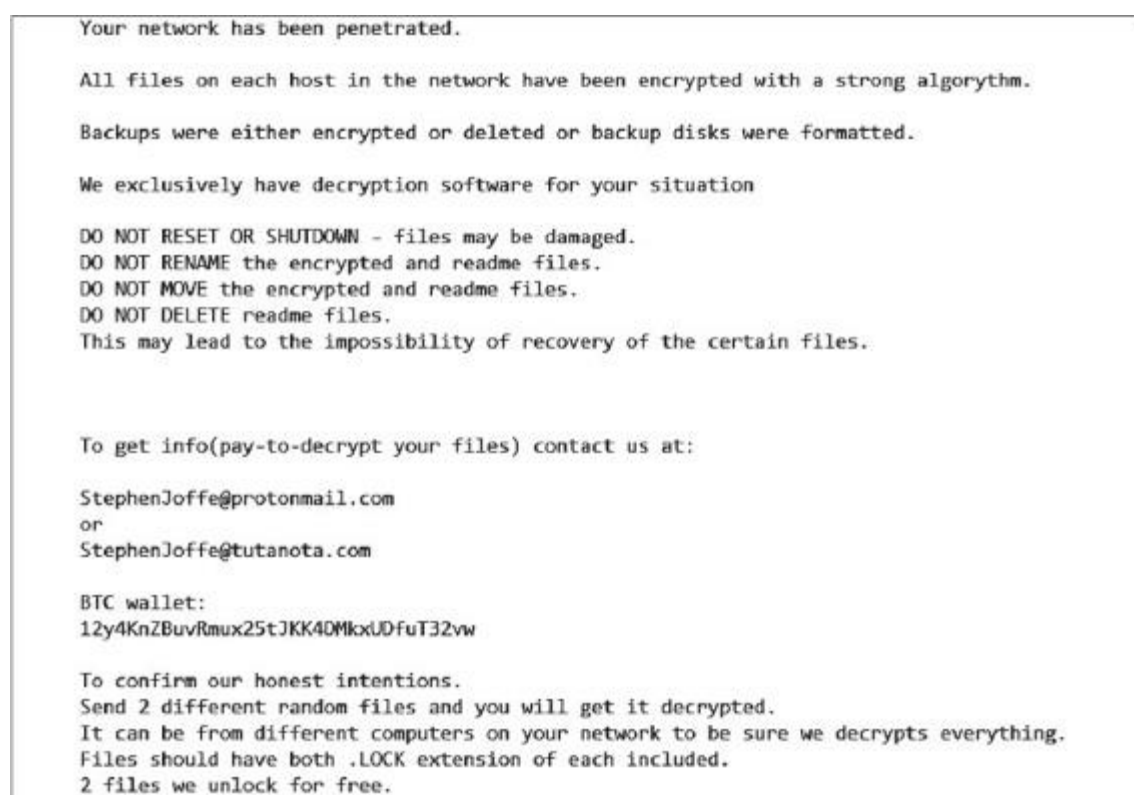 Your network has been penetrated.
All files on each host in the network have been encrypted with a strong algorythm.
Backups were either encrypted or deleted or backup disks were formatted.
We exclusively have decryption software for your situation
DO NOT RESET OR SHUTDOWN - files may be damaged.
DO NOT RENAME the encrypted and readme files.
DO NOT MOVE the encrypted and readme files.
DO NOT DELETE readme files.
This may lead to the impossibility of recovery of the certain files.
To get info(pay-to-decrypt your files) contact us at:
StephenJoffe@protonmail.com
or
StephenJoffe@tutanota.com
BTC wallet:
12y4KnZBuvRmux25tJKK4DMkxUDfuT32vw
To confirm our honest intentions.
Send 2 different random files and you will get it decrypted.
It can be from different computers on your network to be sure we decrypts everything.
Files should have both .LOCK extension of each included.
2 files we unlock for free.